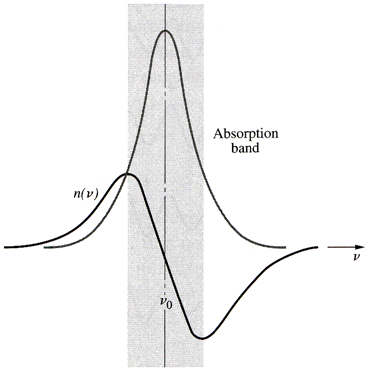 Absorption
band
n(ν)
ν
ν₀